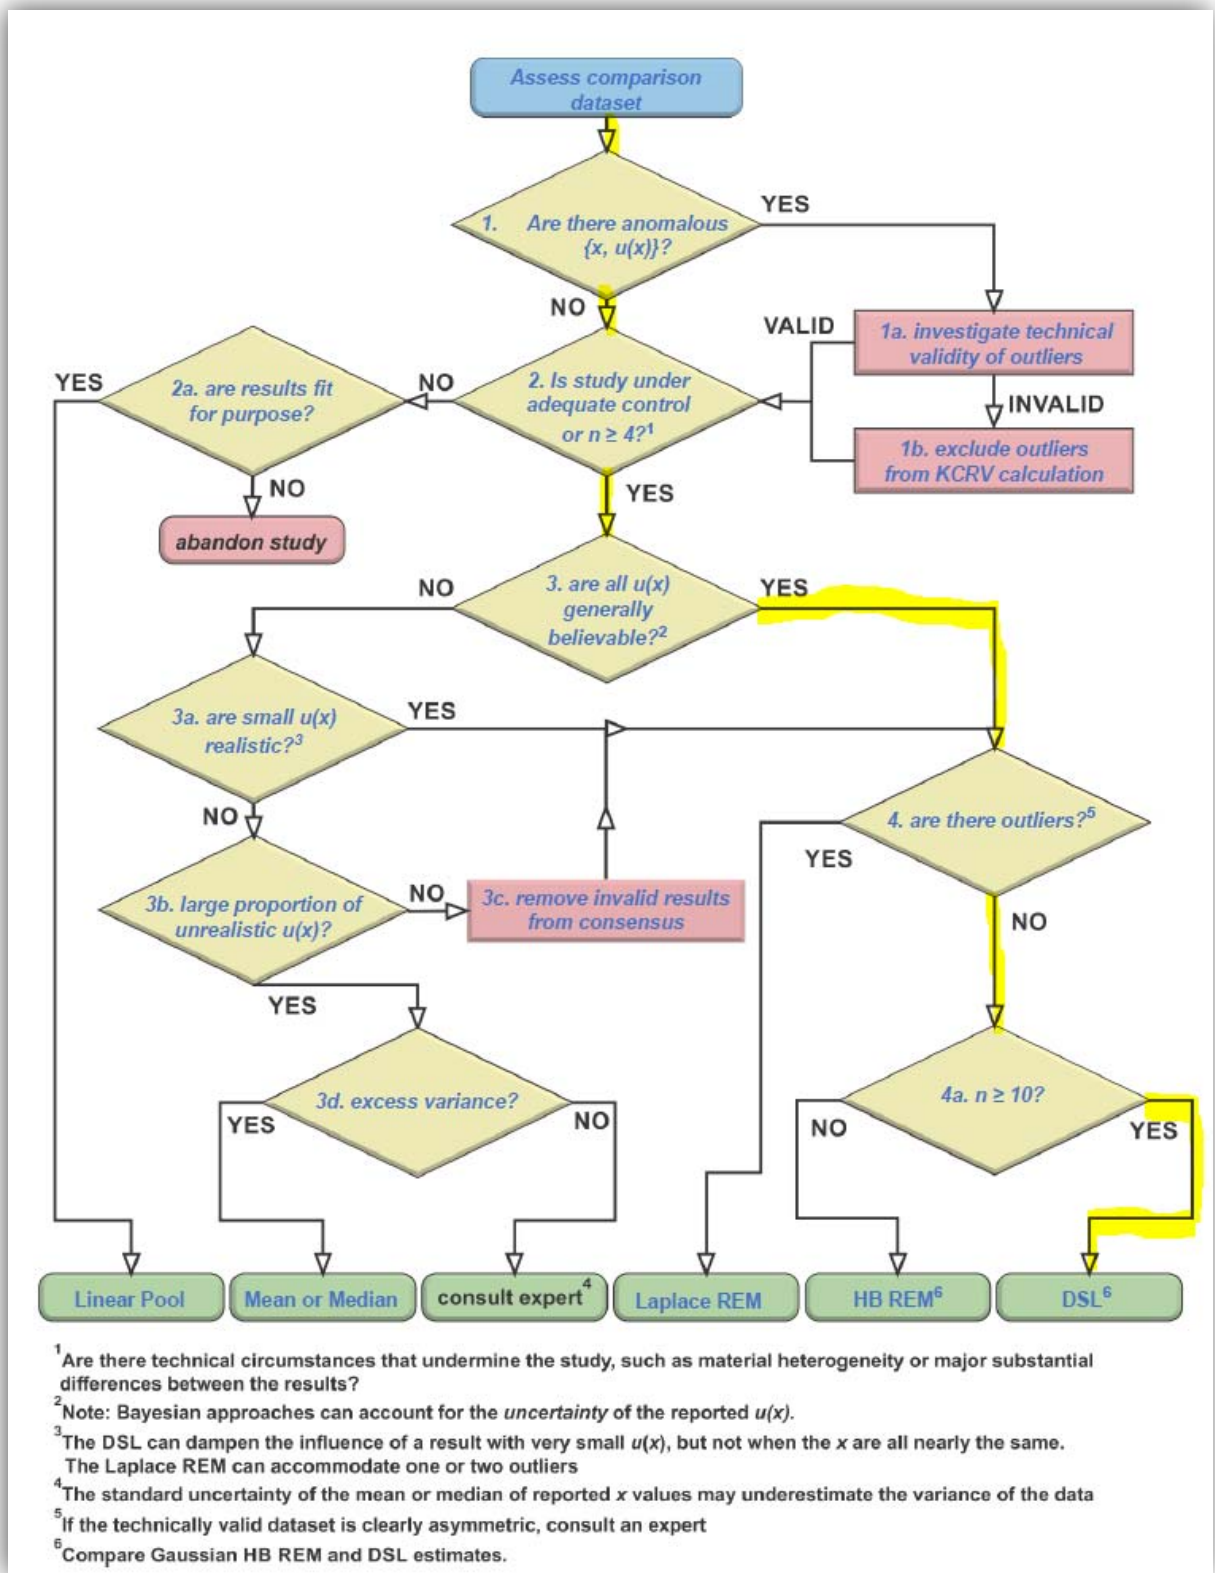 Assess comparison
dataset
1. Are there anomalous
{x, u(x)}?
YES
NO
1a. investigate technical
validity of outliers
VALID
INVALID
1b. exclude outliers
from KCRV calculation
2. Is study under
adequate control
or n ≥ 4?1
NO
YES
2a. are results fit
for purpose?
YES
NO
abandon study
3. are all u(x)
generally
believable?2
NO
YES
3a. are small u(x)
realistic?3
YES
NO
3b. large proportion of
unrealistic u(x)?
NO
YES
3c. remove invalid results
from consensus
3d. excess variance?
YES
NO
4. are there outliers?5
YES
NO
4a. n ≥ 10?
NO
YES
Linear Pool
Mean or Median
consult expert4
Laplace REM
HB REM6
DSL6
1Are there technical circumstances that undermine the study, such as material heterogeneity or major substantial
differences between the results?
2Note: Bayesian approaches can account for the uncertainty of the reported u(x).
3The DSL can dampen the influence of a result with very small u(x), but not when the x are all nearly the same.
The Laplace REM can accommodate one or two outliers
4The standard uncertainty of the mean or median of reported x values may underestimate the variance of the data
5If the technically valid dataset is clearly asymmetric, consult an expert
6Compare Gaussian HB REM and DSL estimates.